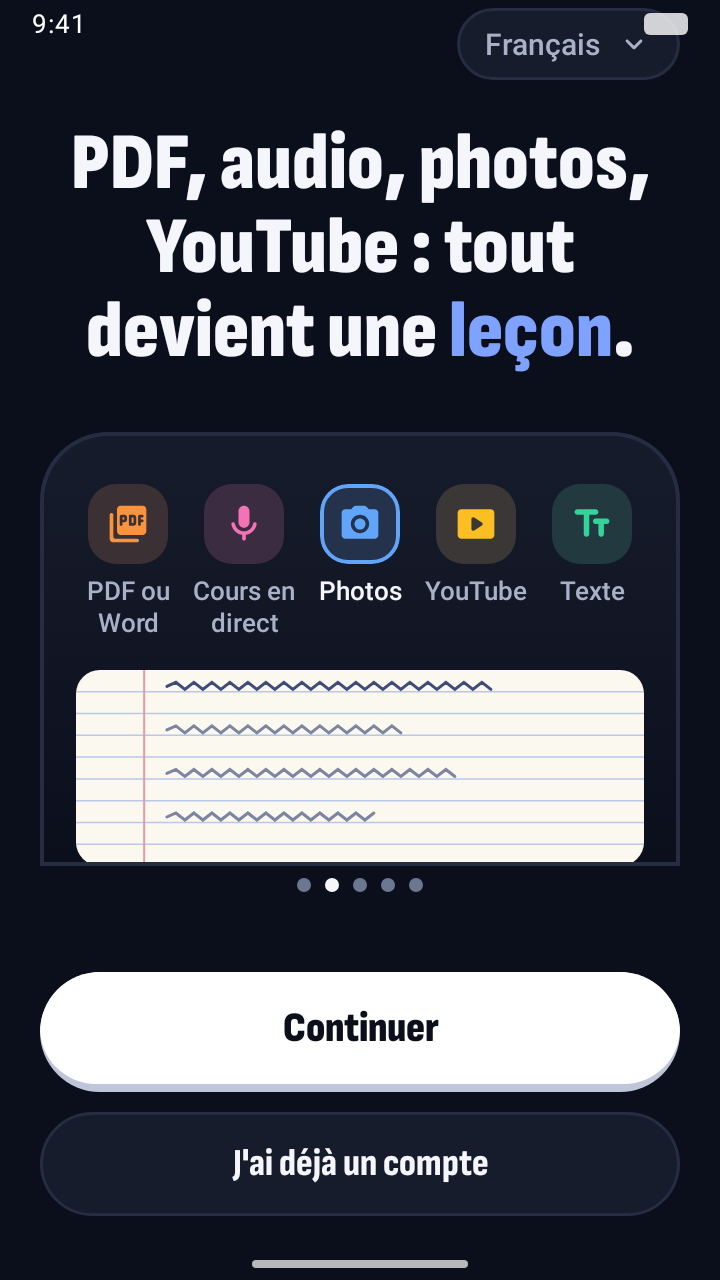 9:41
Français
PDF, audio, photos,
YouTube : tout
devient une leçon.
PDF
PDF ou
Word
Cours en
direct
Photos
YouTube
Tт
Texte
Continuer
J'ai déjà un compte